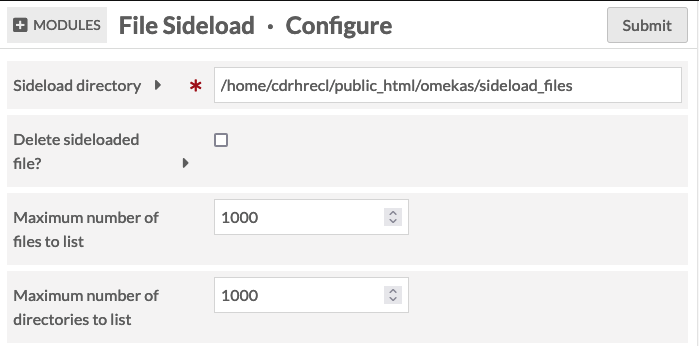 MODULES File Sideload · Configure Submit
Sideload directory * /home/cdrhrecl/public_html/omekas/sideload_files
Delete sideloaded
file?
Maximum number of 1000
files to list
Maximum number of 1000
directories to list